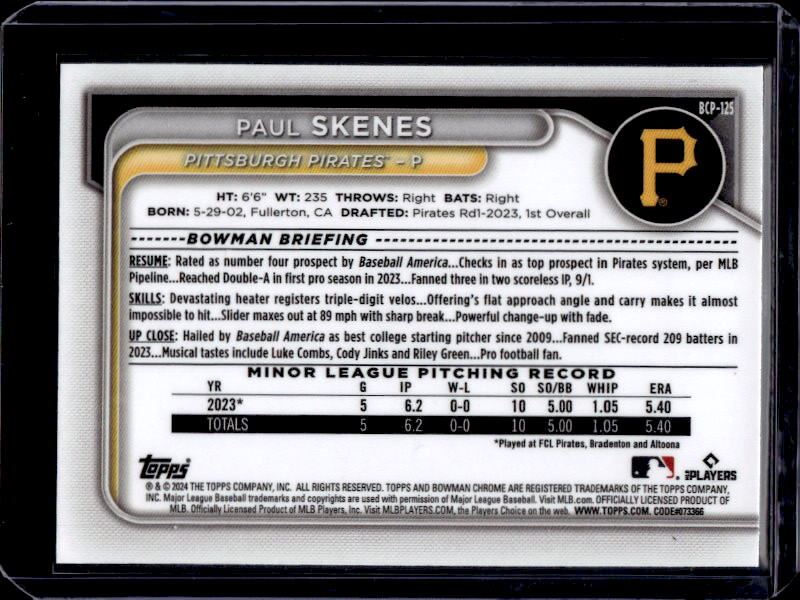 BCP-125
PAUL SKENES
PITTSBURGH PIRATES™ – P
P
HT: 6'6" WT: 235 THROWS: Right BATS: Right
BORN: 5-29-02, Fullerton, CA DRAFTED: Pirates Rd1-2023, 1st Overall
BOWMAN BRIEFING
RESUME: Rated as number four prospect by Baseball America...Checks in as top prospect in Pirates system, per MLB
Pipeline...Reached Double-A in first pro season in 2023...Fanned three in two scoreless IP, 9/1.
SKILLS: Devastating heater registers triple-digit velos...Offering's flat approach angle and carry makes it almost
impossible to hit...Slider maxes out at 89 mph with sharp break...Powerful change-up with fade.
UP CLOSE: Hailed by Baseball America as best college starting pitcher since 2009...Fanned SEC-record 209 batters in
2023...Musical tastes include Luke Combs, Cody Jinks and Riley Green...Pro football fan.
MINOR LEAGUE PITCHING RECORD
YR G IP W-L SO SO/BB WHIP ERA
2023* 5 6.2 0-0 10 5.00 1.05 5.40
TOTALS 5 6.2 0-0 10 5.00 1.05 5.40
*Played at FCL Pirates, Bradenton and Altoona
Topps
MLB PLAYERS
® & © 2024 THE TOPPS COMPANY, INC. ALL RIGHTS RESERVED. TOPPS AND BOWMAN CHROME ARE REGISTERED TRADEMARKS OF THE TOPPS COMPANY,
INC. Major League Baseball trademarks and copyrights are used with permission of Major League Baseball. Visit MLB.com. OFFICIALLY LICENSED PRODUCT OF
MLB. Officially Licensed Product of MLB Players, Inc. Visit MLBPLAYERS.COM, the Players Choice on the web. WWW.TOPPS.COM. CODE#073366